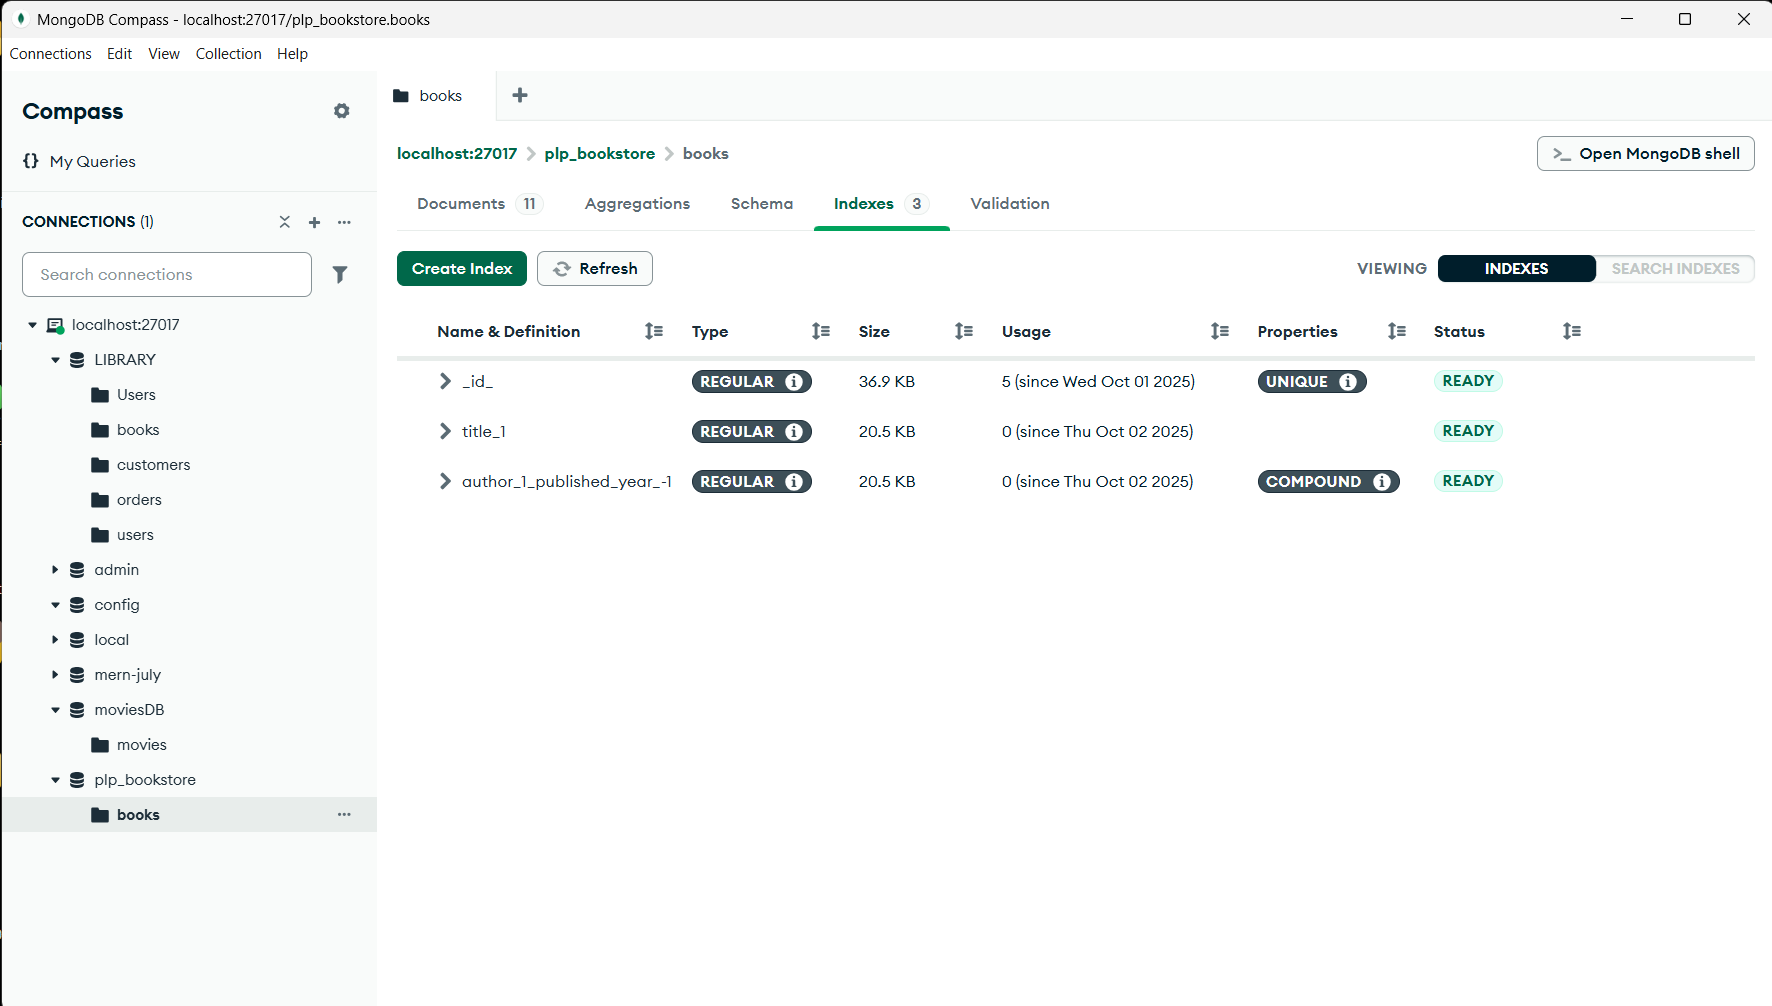 MongoDB Compass - localhost:27017/plp_bookstore.books
Connections Edit View Collection Help
Compass
{} My Queries
CONNECTIONS (1)
Search connections
localhost:27017
LIBRARY
Users
books
customers
orders
users
admin
config
local
mern-july
moviesDB
movies
plp_bookstore
books
books
localhost:27017 plp_bookstore books
>_ Open MongoDB shell
Documents 11 Aggregations Schema Indexes 3 Validation
Create Index Refresh VIEWING INDEXES SEARCH INDEXES
Name & Definition Type Size Usage Properties Status
_id_ REGULAR 36.9 KB 5 (since Wed Oct 01 2025) UNIQUE READY
title_1 REGULAR 20.5 KB 0 (since Thu Oct 02 2025) READY
author_1_published_year_-1 REGULAR 20.5 KB 0 (since Thu Oct 02 2025) COMPOUND READY